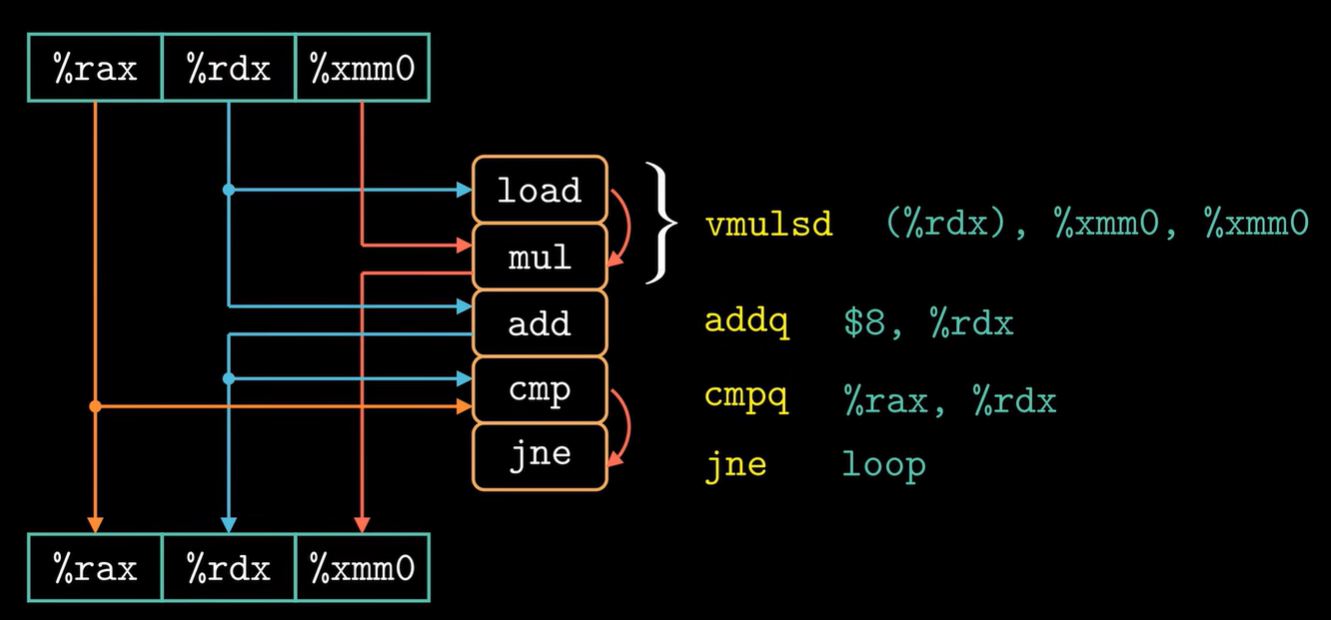 %rax %rdx %xmm0
load
mul
vmulsd (%rdx), %xmm0, %xmm0
add
addq $8, %rdx
cmp
cmpq %rax, %rdx
jne
jne loop
%rax %rdx %xmm0